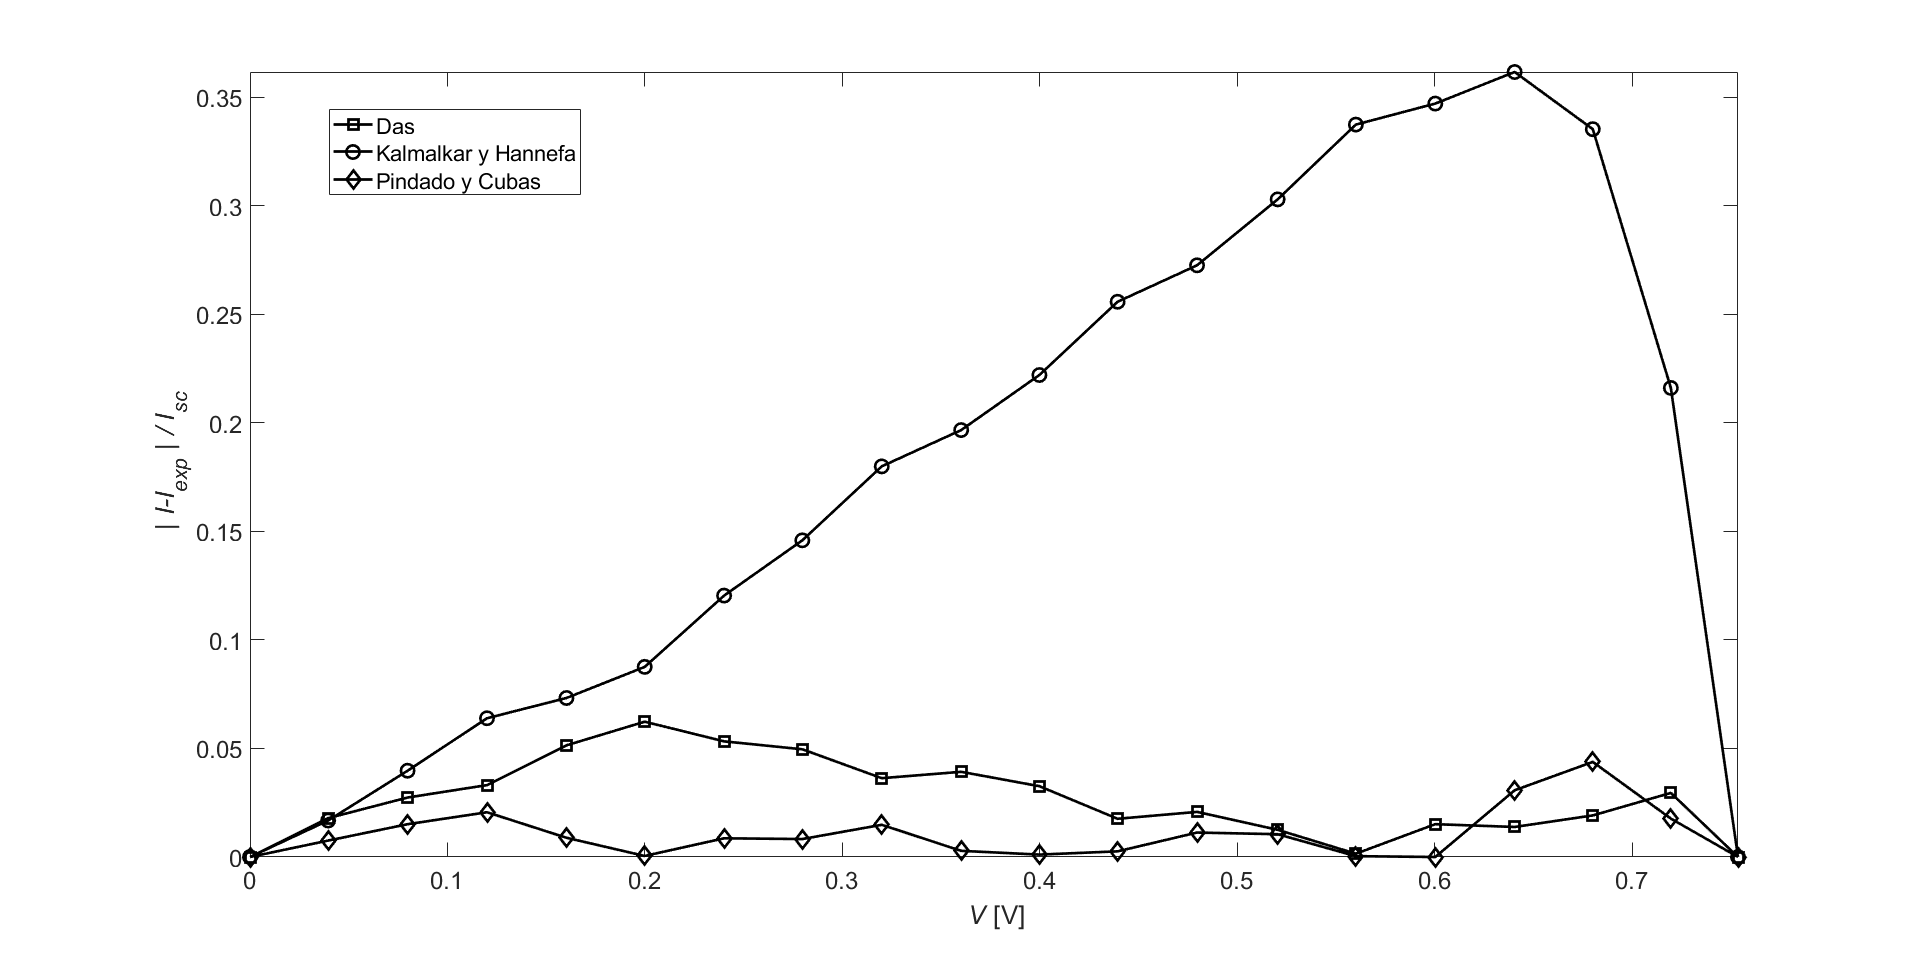 0.35
0.3
0.25
0.2
0.15
0.1
0.05
0
| I-I_exp | / I_sc
Das
Kalmalkar y Hannefa
Pindado y Cubas
0 0.1 0.2 0.3 0.4 0.5 0.6 0.7
V [V]